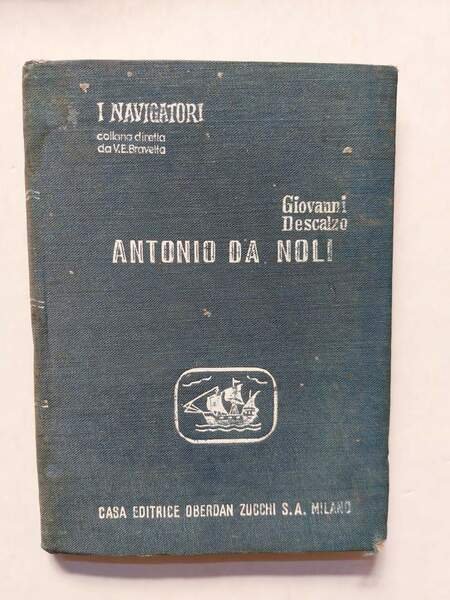 I NAVIGATORI
collana diretta
da V.E.Bravetta
Giovanni
Descalzo
ANTONIO DA NOLI
CASA EDITRICE OBERDAN ZUCCHI S.A. MILANO